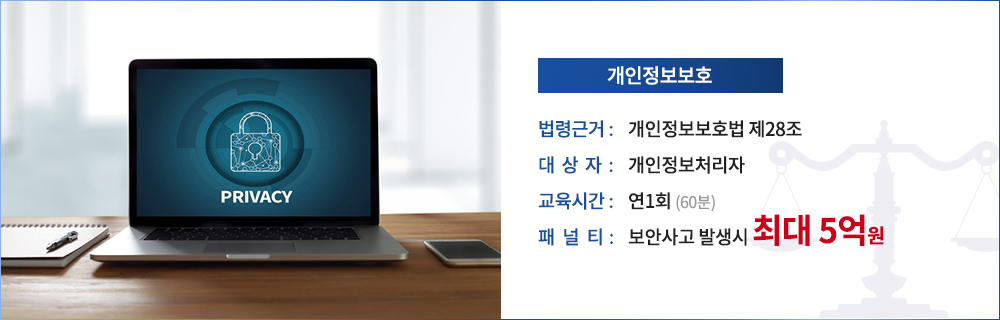 PRIVACY
개인정보보호
법령근거 : 개인정보보호법 제28조
대 상 자 : 개인정보처리자
교육시간 : 연1회 (60분)
패 널 티 : 보안사고 발생시 최대 5억원